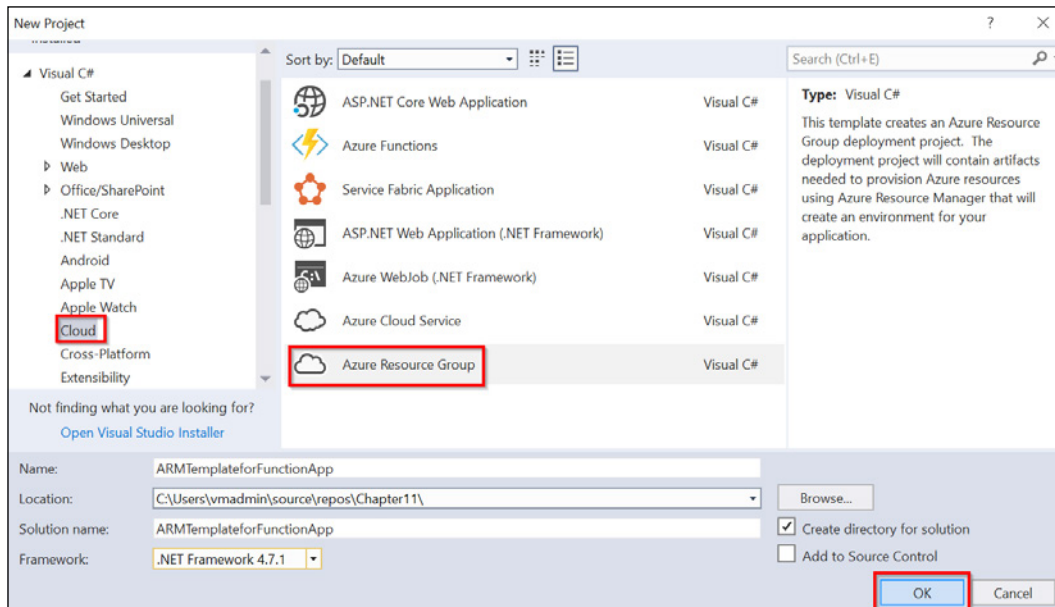 New Project
Visual C#
Get Started
Windows Universal
Windows Desktop
Web
Office/SharePoint
.NET Core
.NET Standard
Android
Apple TV
Apple Watch
Cloud
Cross-Platform
Extensibility
Not finding what you are looking for?
Open Visual Studio Installer
Sort by: Default
ASP.NET Core Web Application Visual C#
Azure Functions Visual C#
Service Fabric Application Visual C#
ASP.NET Web Application (.NET Framework) Visual C#
Azure WebJob (.NET Framework) Visual C#
Azure Cloud Service Visual C#
Azure Resource Group Visual C#
Search (Ctrl+E)
Type: Visual C#
This template creates an Azure Resource
Group deployment project. The
deployment project will contain artifacts
needed to provision Azure resources
using Azure Resource Manager that will
create an environment for your
application.
Name: ARMTemplateforFunctionApp
Location: C:\Users\vmadmin\source\repos\Chapter11\ Browse...
Solution name: ARMTemplateforFunctionApp Create directory for solution
Framework: .NET Framework 4.7.1 Add to Source Control
OK Cancel